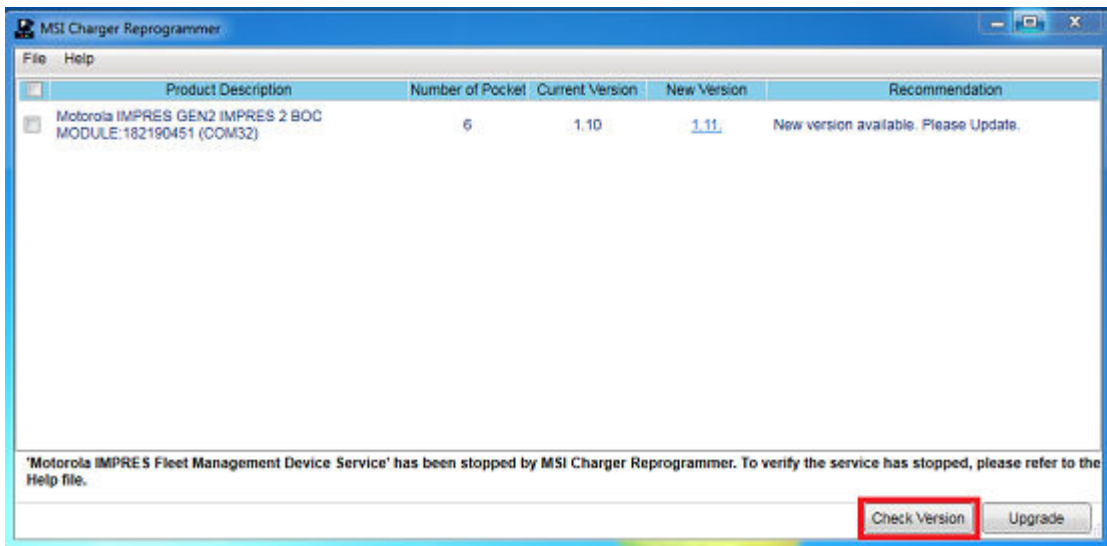 MSI Charger Reprogrammer
File Help
Product Description Number of Pocket Current Version New Version Recommendation
Motorola IMPRES GEN2 IMPRES 2 BOC
MODULE:182190451 (COM32) 6 1.10 1.11. New version available. Please Update.
'Motorola IMPRES Fleet Management Device Service' has been stopped by MSI Charger Reprogrammer. To verify the service has stopped, please refer to the
Help file.
Check Version Upgrade